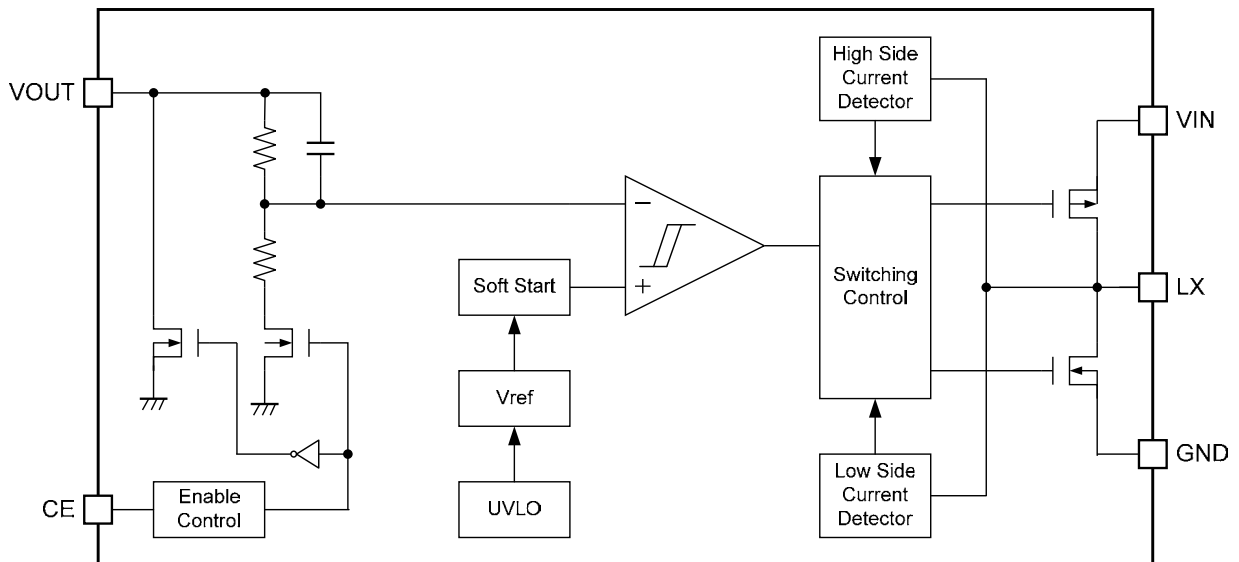 High Side
Current
Detector
VOUT
VIN
−
Soft Start
+
Switching
Control
LX
Vref
GND
Low Side
Current
Detector
CE
Enable
Control
UVLO